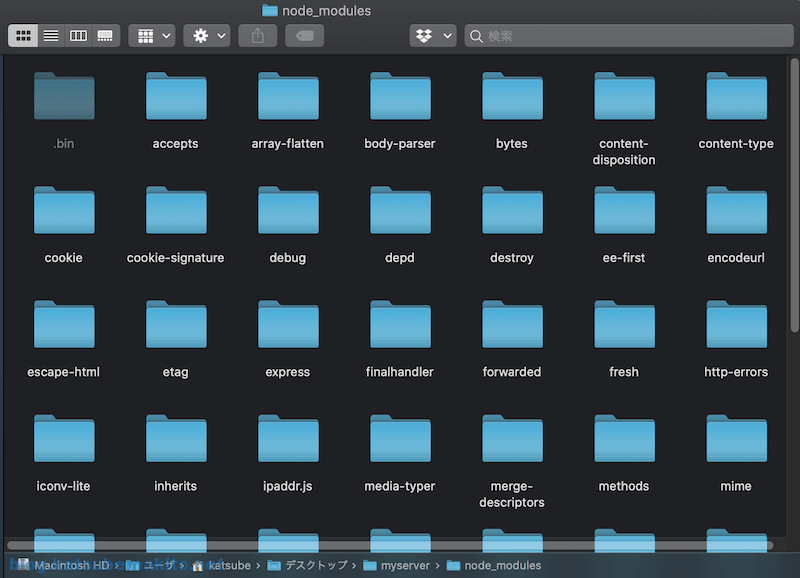 node_modules
検索
.bin
accepts
array-flatten
body-parser
bytes
content-
disposition
content-type
cookie
cookie-signature
debug
depd
destroy
ee-first
encodeurl
escape-html
etag
express
finalhandler
forwarded
fresh
http-errors
iconv-lite
inherits
ipaddr.js
media-typer
merge-
descriptors
methods
mime
Macintosh HD › ユーザ › katsube › デスクトップ › myserver › node_modules